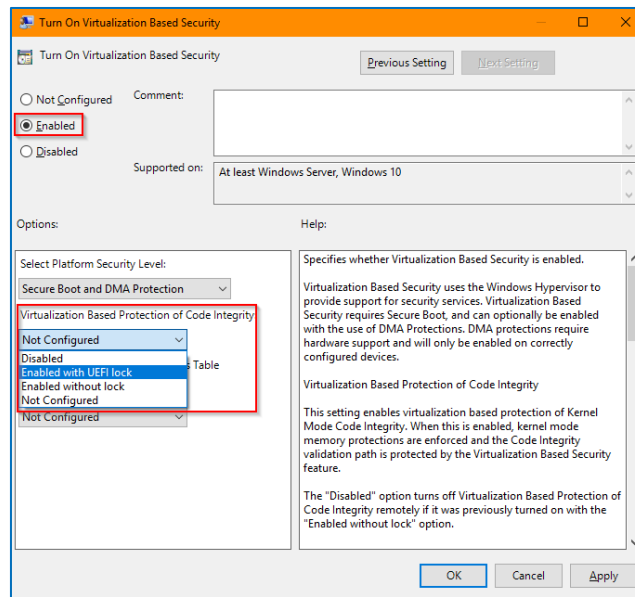 Turn On Virtualization Based Security
Turn On Virtualization Based Security
Previous Setting
Next Setting
Not Configured
Comment:
Enabled
Disabled
Supported on:
At least Windows Server, Windows 10
Options:
Help:
Select Platform Security Level:
Secure Boot and DMA Protection
Virtualization Based Protection of Code Integrity
Not Configured
Disabled
Enabled with UEFI lock
Table
Enabled without lock
Not Configured
Not Configured
Specifies whether Virtualization Based Security is enabled.
Virtualization Based Security uses the Windows Hypervisor to
provide support for security services. Virtualization Based
Security requires Secure Boot, and can optionally be enabled
with the use of DMA Protections. DMA protections require
hardware support and will only be enabled on correctly
configured devices.
Virtualization Based Protection of Code Integrity
This setting enables virtualization based protection of Kernel
Mode Code Integrity. When this is enabled, kernel mode
memory protections are enforced and the Code Integrity
validation path is protected by the Virtualization Based Security
feature.
The "Disabled" option turns off Virtualization Based Protection of
Code Integrity remotely if it was previously turned on with the
"Enabled without lock" option.
OK
Cancel
Apply